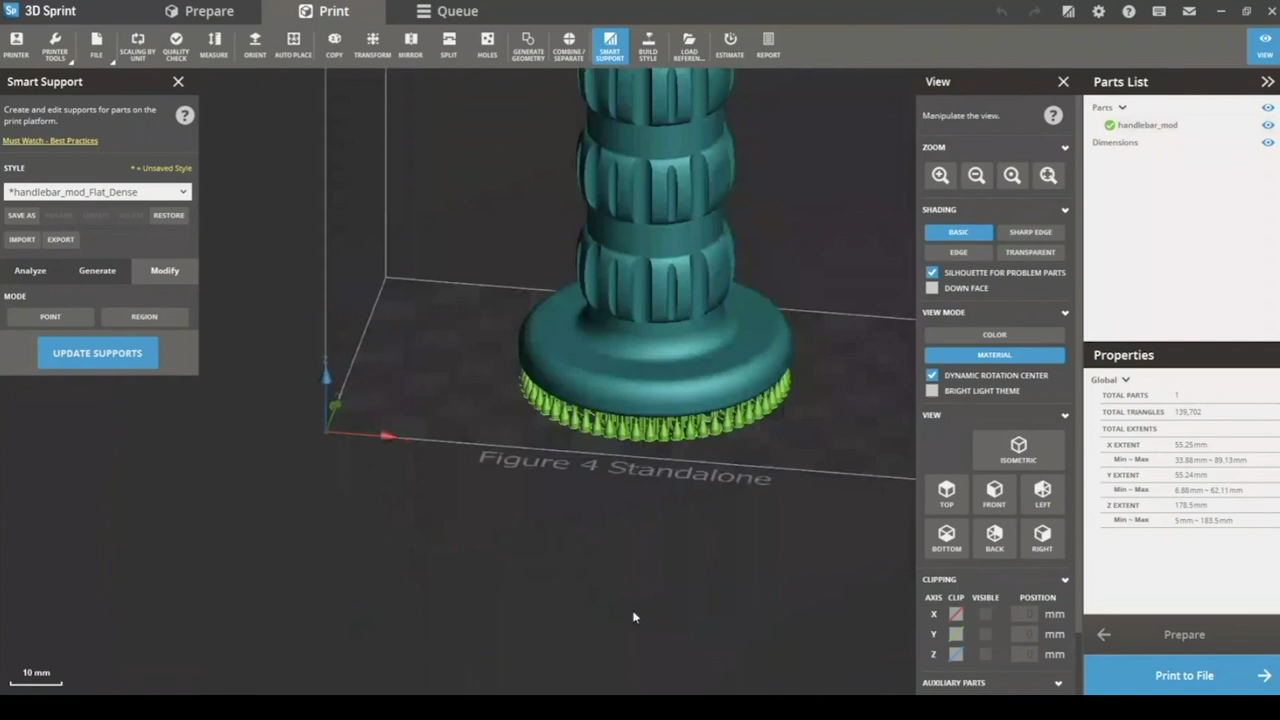 Sp 3D Sprint
Prepare
Print
Queue
PRINTER
PRINTER TOOLS
FILE
SCALING BY UNIT
QUALITY CHECK
MEASURE
ORIENT
AUTO PLACE
COPY
TRANSFORM
MIRROR
SPLIT
HOLES
GENERATE GEOMETRY
COMBINE / SEPARATE
SMART SUPPORT
BUILD STYLE
LOAD REFEREN...
ESTIMATE
REPORT
VIEW
Smart Support
Create and edit supports for parts on the
print platform.
Must Watch - Best Practices
STYLE
* = Unsaved Style
*handlebar_mod_Flat_Dense
SAVE AS
RESTORE
IMPORT
EXPORT
Analyze
Generate
Modify
MODE
POINT
REGION
UPDATE SUPPORTS
Figure 4 Standalone
10 mm
View
Manipulate the view.
ZOOM
SHADING
BASIC
SHARP EDGE
EDGE
TRANSPARENT
SILHOUETTE FOR PROBLEM PARTS
DOWN FACE
VIEW MODE
COLOR
MATERIAL
DYNAMIC ROTATION CENTER
BRIGHT LIGHT THEME
VIEW
ISOMETRIC
TOP
FRONT
LEFT
BOTTOM
BACK
RIGHT
CLIPPING
AXIS CLIP VISIBLE POSITION
X 0 mm
Y 0 mm
Z 0 mm
AUXILIARY PARTS
Parts List
Parts
handlebar_mod
Dimensions
Properties
Global
TOTAL PARTS 1
TOTAL TRIANGLES 139,702
TOTAL EXTENTS
X EXTENT 55.25mm
Min ~ Max 33.88mm ~ 89.13mm
Y EXTENT 55.24mm
Min ~ Max 6.88mm ~ 62.11mm
Z EXTENT 178.5mm
Min ~ Max 5mm ~ 183.5mm
Prepare
Print to File